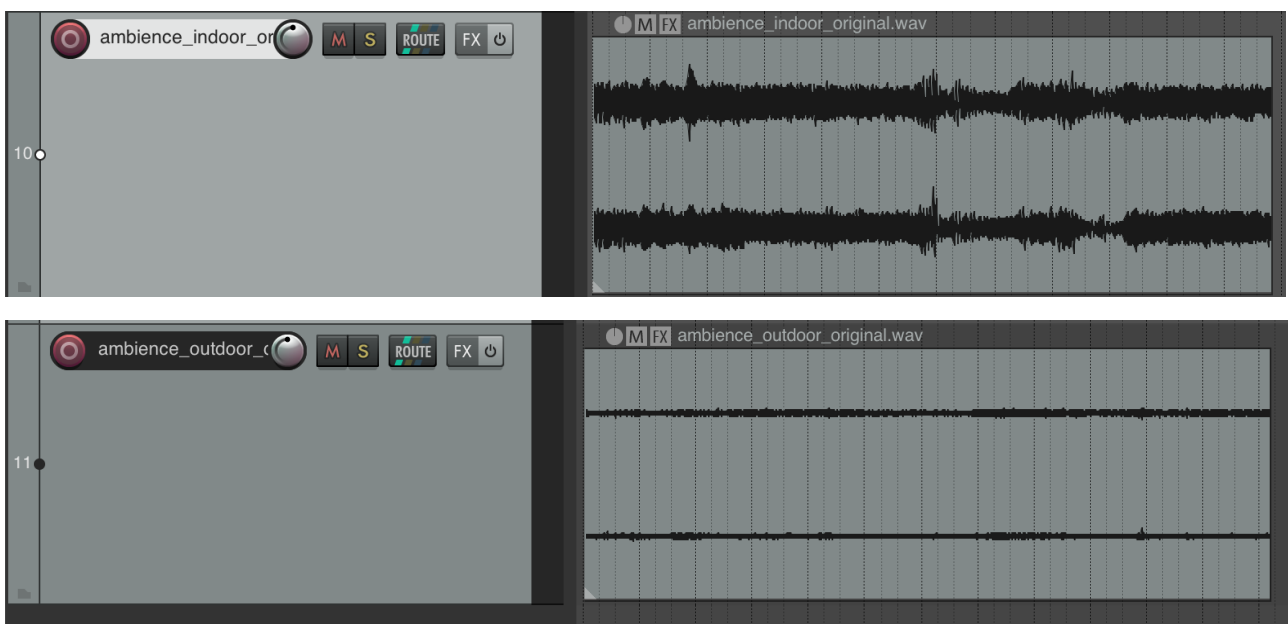 ambience_indoor_or M S ROUTE FX M FX ambience_indoor_original.wav
10
ambience_outdoor_ M S ROUTE FX M FX ambience_outdoor_original.wav
11